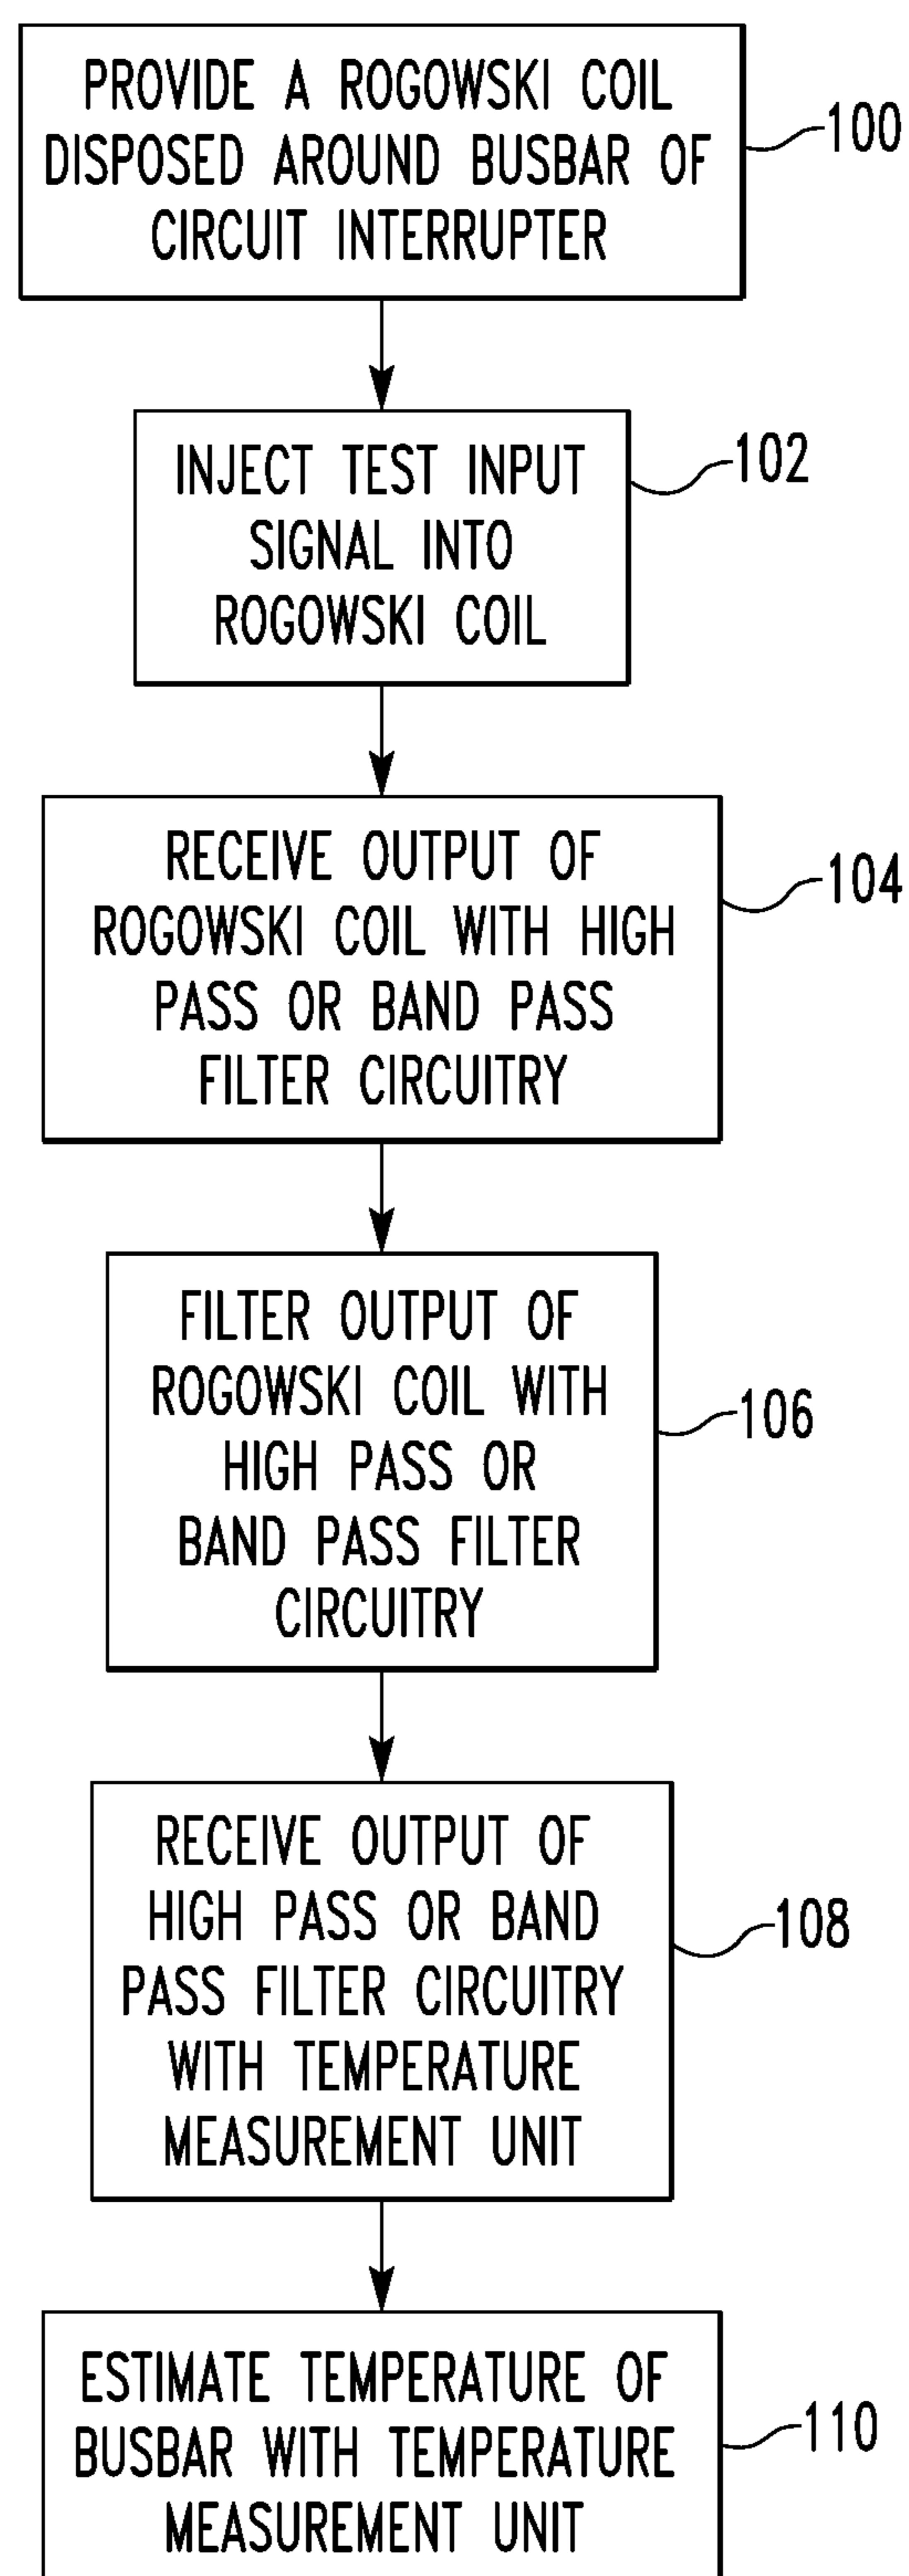 PROVIDE A ROGOWSKI COIL
DISPOSED AROUND BUSBAR OF
CIRCUIT INTERRUPTER
100
INJECT TEST INPUT
SIGNAL INTO
ROGOWSKI COIL
102
RECEIVE OUTPUT OF
ROGOWSKI COIL WITH HIGH
PASS OR BAND PASS
FILTER CIRCUITRY
104
FILTER OUTPUT OF
ROGOWSKI COIL WITH
HIGH PASS OR
BAND PASS FILTER
CIRCUITRY
106
RECEIVE OUTPUT OF
HIGH PASS OR BAND
PASS FILTER CIRCUITRY
WITH TEMPERATURE
MEASUREMENT UNIT
108
ESTIMATE TEMPERATURE OF
BUSBAR WITH TEMPERATURE
MEASUREMENT UNIT
110